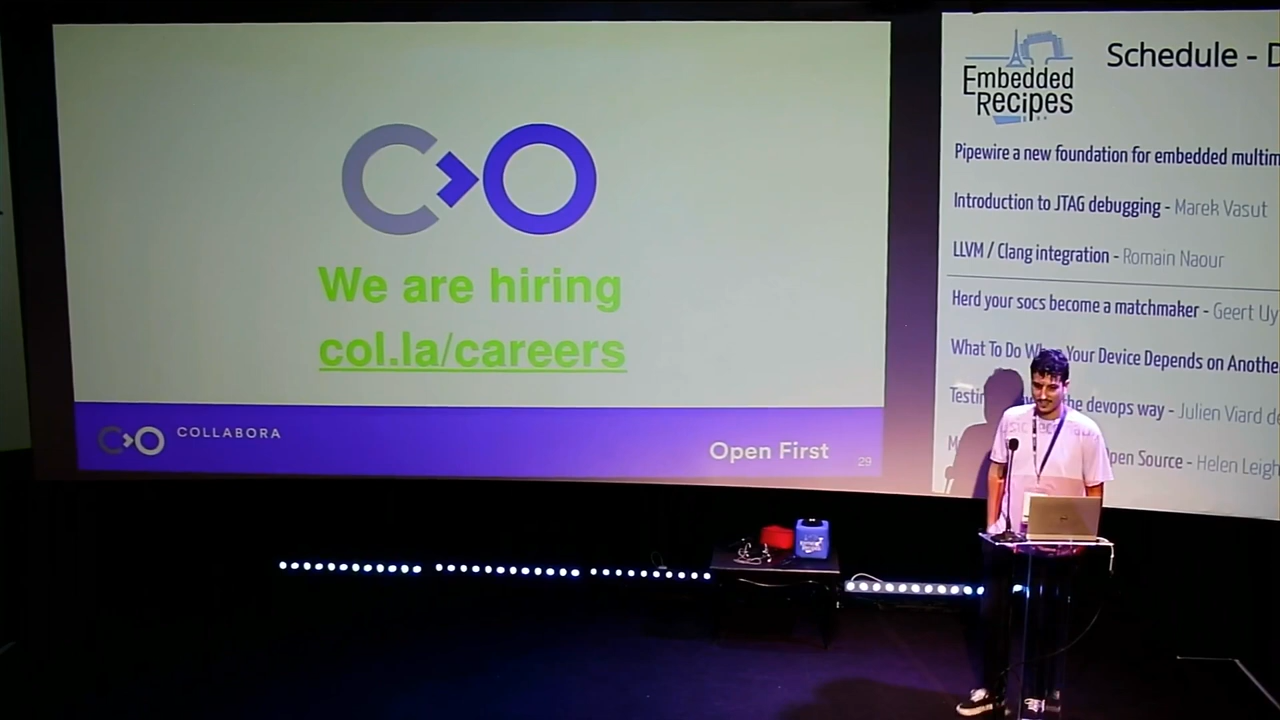 We are hiring
col.la/careers
COLLABORA
Open First
29
Embedded
Recipes
Schedule - D
Pipewire a new foundation for embedded multim
Introduction to JTAG debugging - Marek Vasut
LLVM / Clang integration - Romain Naour
Herd your socs become a matchmaker - Geert Uy
What To Do When Your Device Depends on Anothe
the devops way - Julien Viard de
Open Source - Helen Leigh